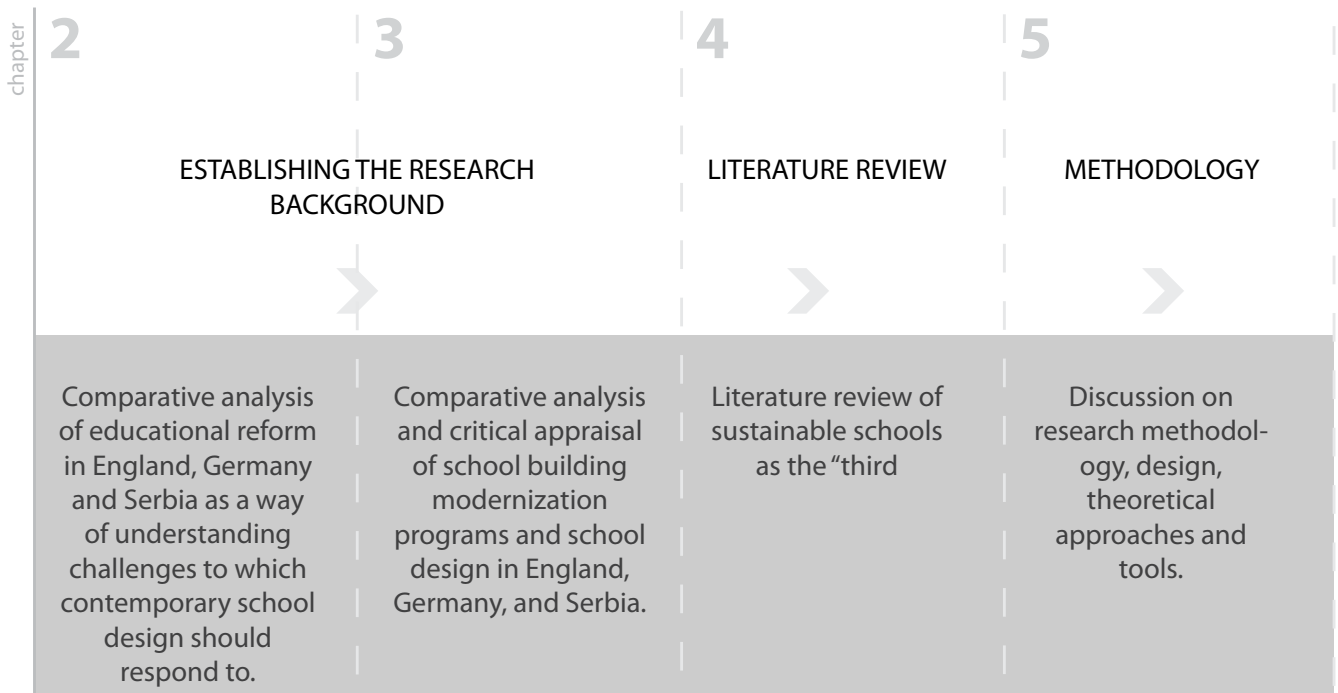 chapter
2
3
4
5
ESTABLISHING THE RESEARCH
BACKGROUND
LITERATURE REVIEW
METHODOLOGY
Comparative analysis
of educational reform
in England, Germany
and Serbia as a way
of understanding
challenges to which
contemporary school
design should
respond to.
Comparative analysis
and critical appraisal
of school building
modernization
programs and school
design in England,
Germany, and Serbia.
Literature review of
sustainable schools
as the “third
Discussion on
research methodol-
ogy, design,
theoretical
approaches and
tools.